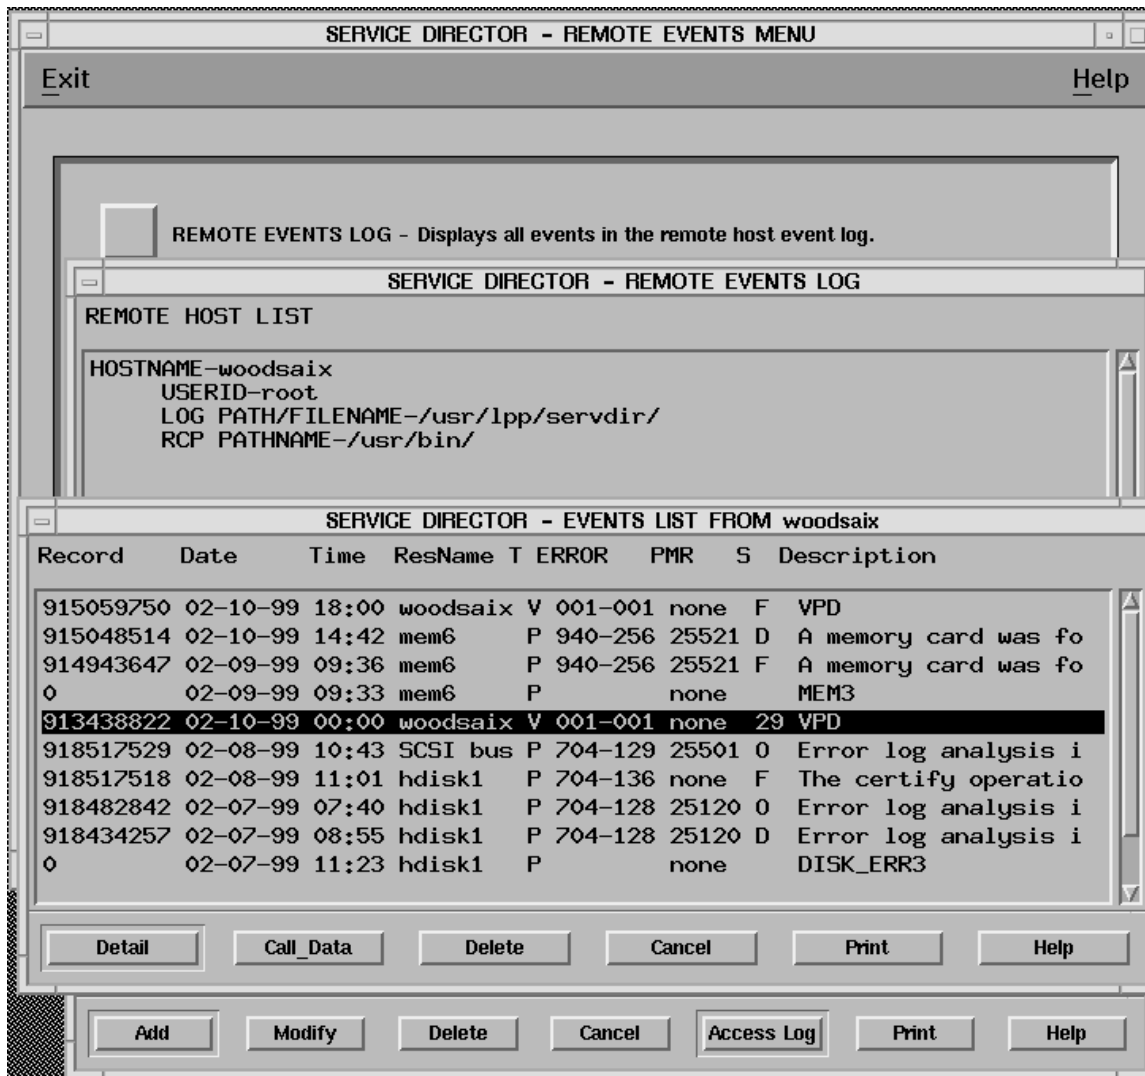 SERVICE DIRECTOR - REMOTE EVENTS MENU
Exit Help
REMOTE EVENTS LOG - Displays all events in the remote host event log.
SERVICE DIRECTOR - REMOTE EVENTS LOG
REMOTE HOST LIST
HOSTNAME-woodsaix
USERID-root
LOG PATH/FILENAME-/usr/lpp/servdir/
RCP PATHNAME-/usr/bin/
SERVICE DIRECTOR - EVENTS LIST FROM woodsaix
Record Date Time ResName T ERROR PMR S Description
915059750 02-10-99 18:00 woodsaix V 001-001 none F VPD
915048514 02-10-99 14:42 mem6 P 940-256 25521 D A memory card was fo
914943647 02-09-99 09:36 mem6 P 940-256 25521 F A memory card was fo
0 02-09-99 09:33 mem6 P none MEM3
913438822 02-10-99 00:00 woodsaix V 001-001 none 29 VPD
918517529 02-08-99 10:43 SCSI bus P 704-129 25501 O Error log analysis i
918517518 02-08-99 11:01 hdisk1 P 704-136 none F The certify operatio
918482842 02-07-99 07:40 hdisk1 P 704-128 25120 O Error log analysis i
918434257 02-07-99 08:55 hdisk1 P 704-128 25120 D Error log analysis i
0 02-07-99 11:23 hdisk1 P none DISK_ERR3
Detail Call_Data Delete Cancel Print Help
Add Modify Delete Cancel Access Log Print Help